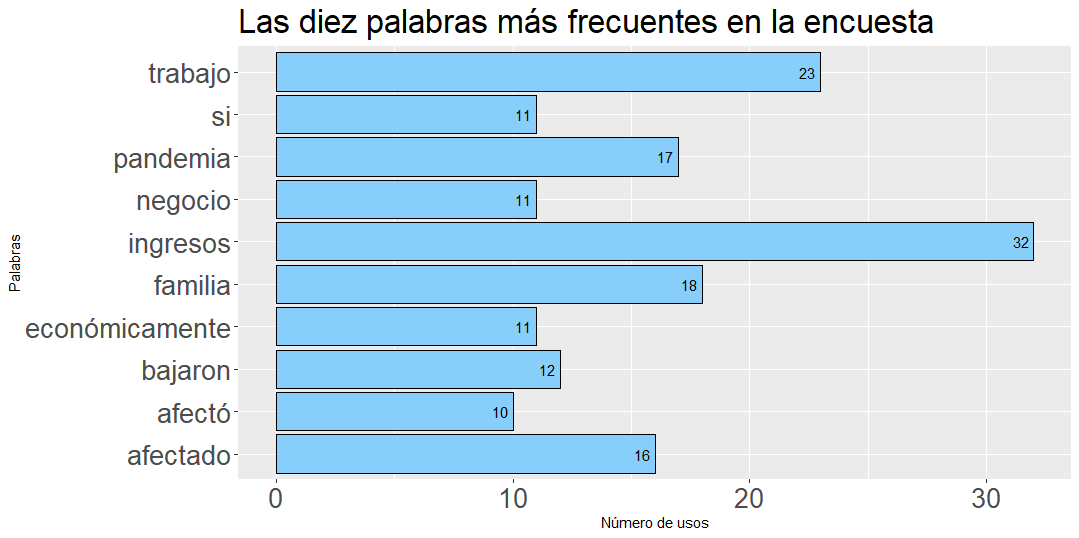 Las diez palabras más frecuentes en la encuesta
Palabras
trabajo 23
si 11
pandemia 17
negocio 11
ingresos 32
familia 18
económicamente 11
bajaron 12
afectó 10
afectado 16
0 10 20 30
Número de usos